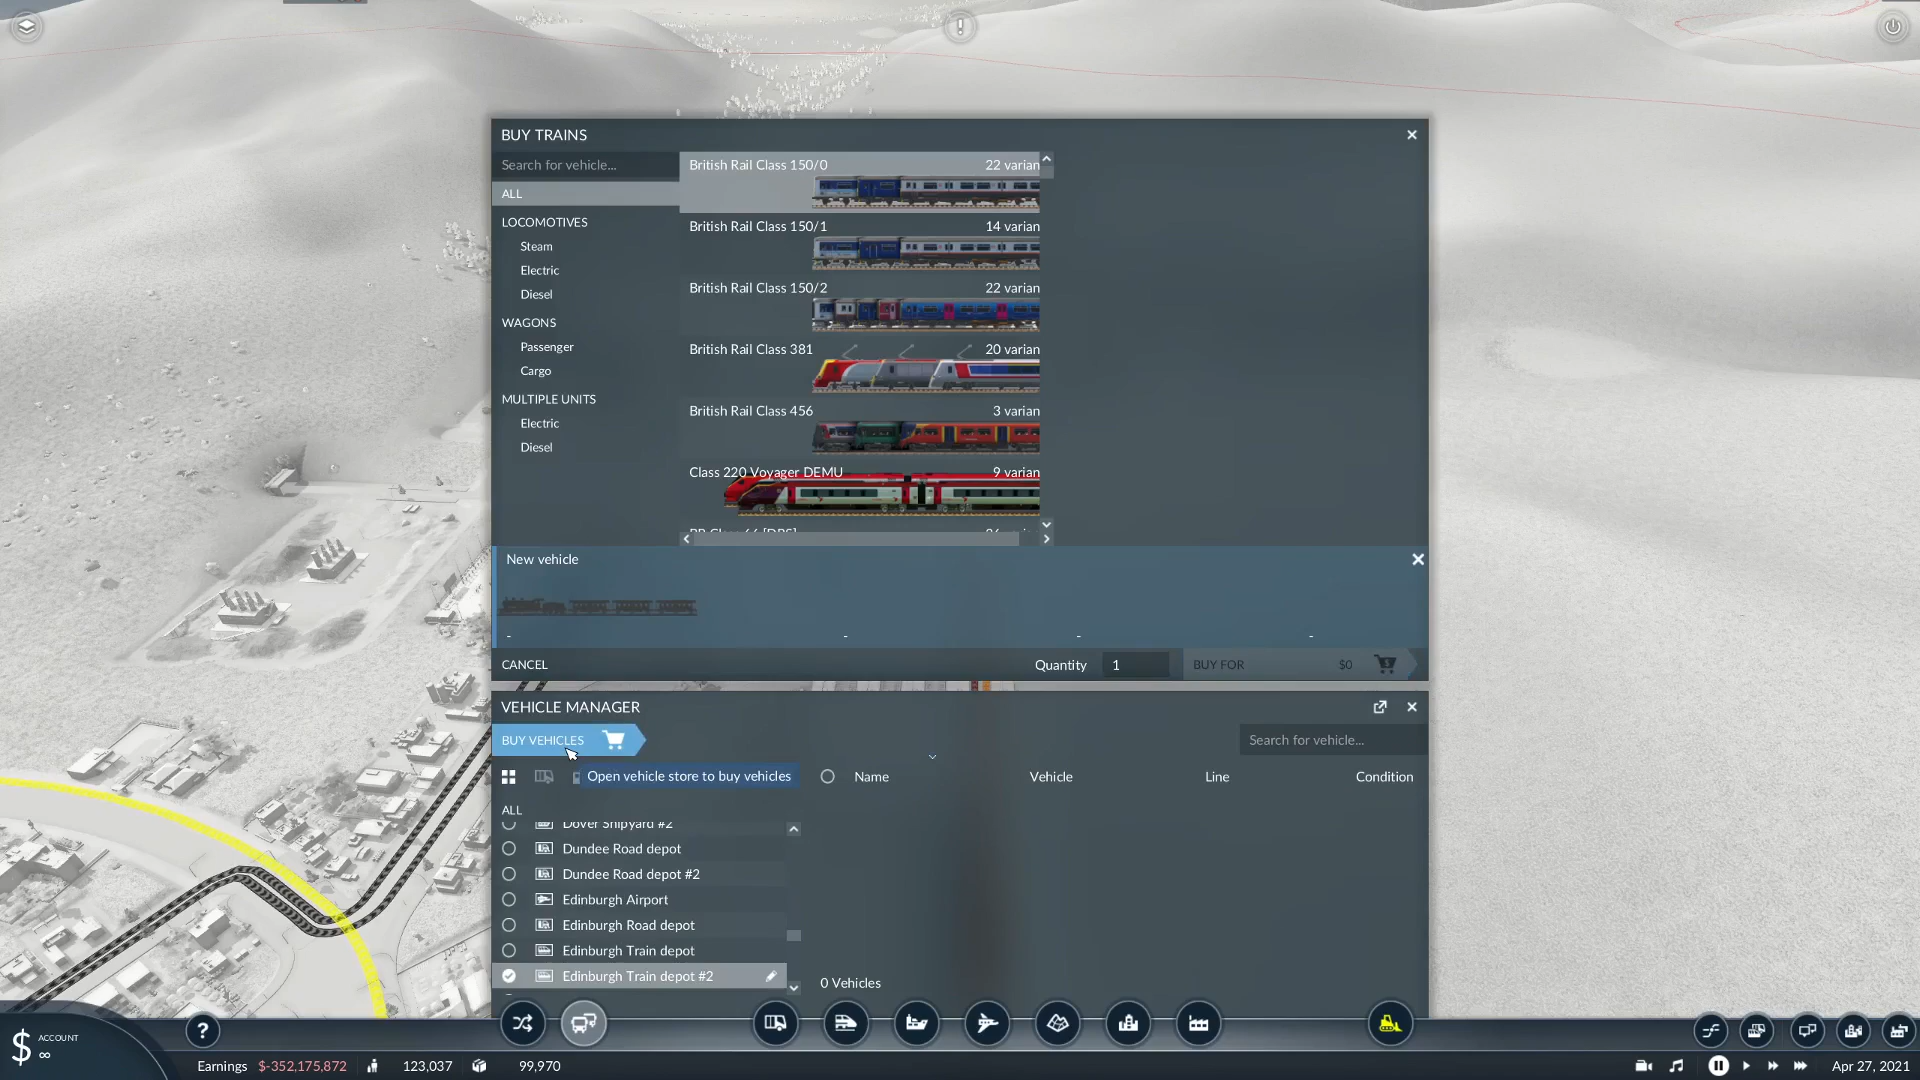 BUY TRAINS
Search for vehicle...
ALL
LOCOMOTIVES
Steam
Electric
Diesel
WAGONS
Passenger
Cargo
MULTIPLE UNITS
Electric
Diesel
British Rail Class 150/0 22 varian
British Rail Class 150/1 14 varian
British Rail Class 150/2 22 varian
British Rail Class 381 20 varian
British Rail Class 456 3 varian
Class 220 Voyager DEMU 9 varian
New vehicle
- - - -
CANCEL
Quantity 1
BUY FOR $0
VEHICLE MANAGER
BUY VEHICLES
Search for vehicle...
Open vehicle store to buy vehicles
Name Vehicle Line Condition
ALL
Dover Shipyard #2
Dundee Road depot
Dundee Road depot #2
Edinburgh Airport
Edinburgh Road depot
Edinburgh Train depot
Edinburgh Train depot #2
0 Vehicles
$ ACCOUNT
∞
?
Earnings $-352,175,872 123,037 99,970
Apr 27, 2021